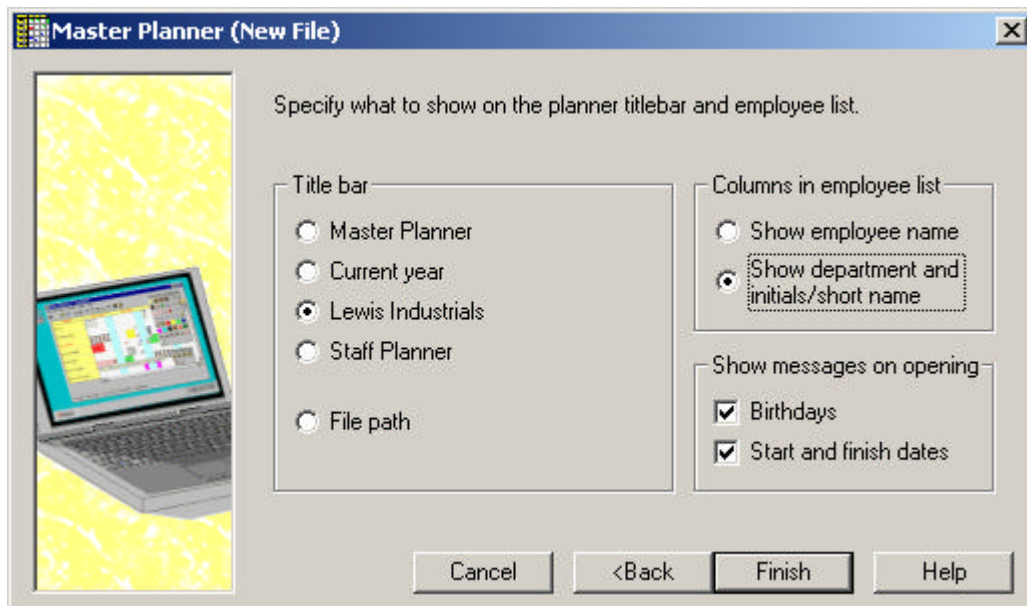 Master Planner (New File)
Specify what to show on the planner titlebar and employee list.
Title bar
Master Planner
Current year
Lewis Industrials
Staff Planner
File path
Columns in employee list
Show employee name
Show department and
initials/short name
Show messages on opening
Birthdays
Start and finish dates
Cancel
<Back
Finish
Help